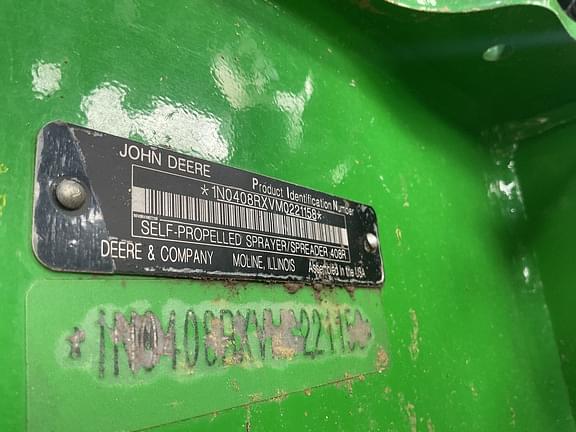 JOHN DEERE
Product Identification Number
*1N0408RXVM0221158*
SELF-PROPELLED SPRAYER/SPREADER 408R
DEERE & COMPANY MOLINE, ILLINOIS Assembled in the USA